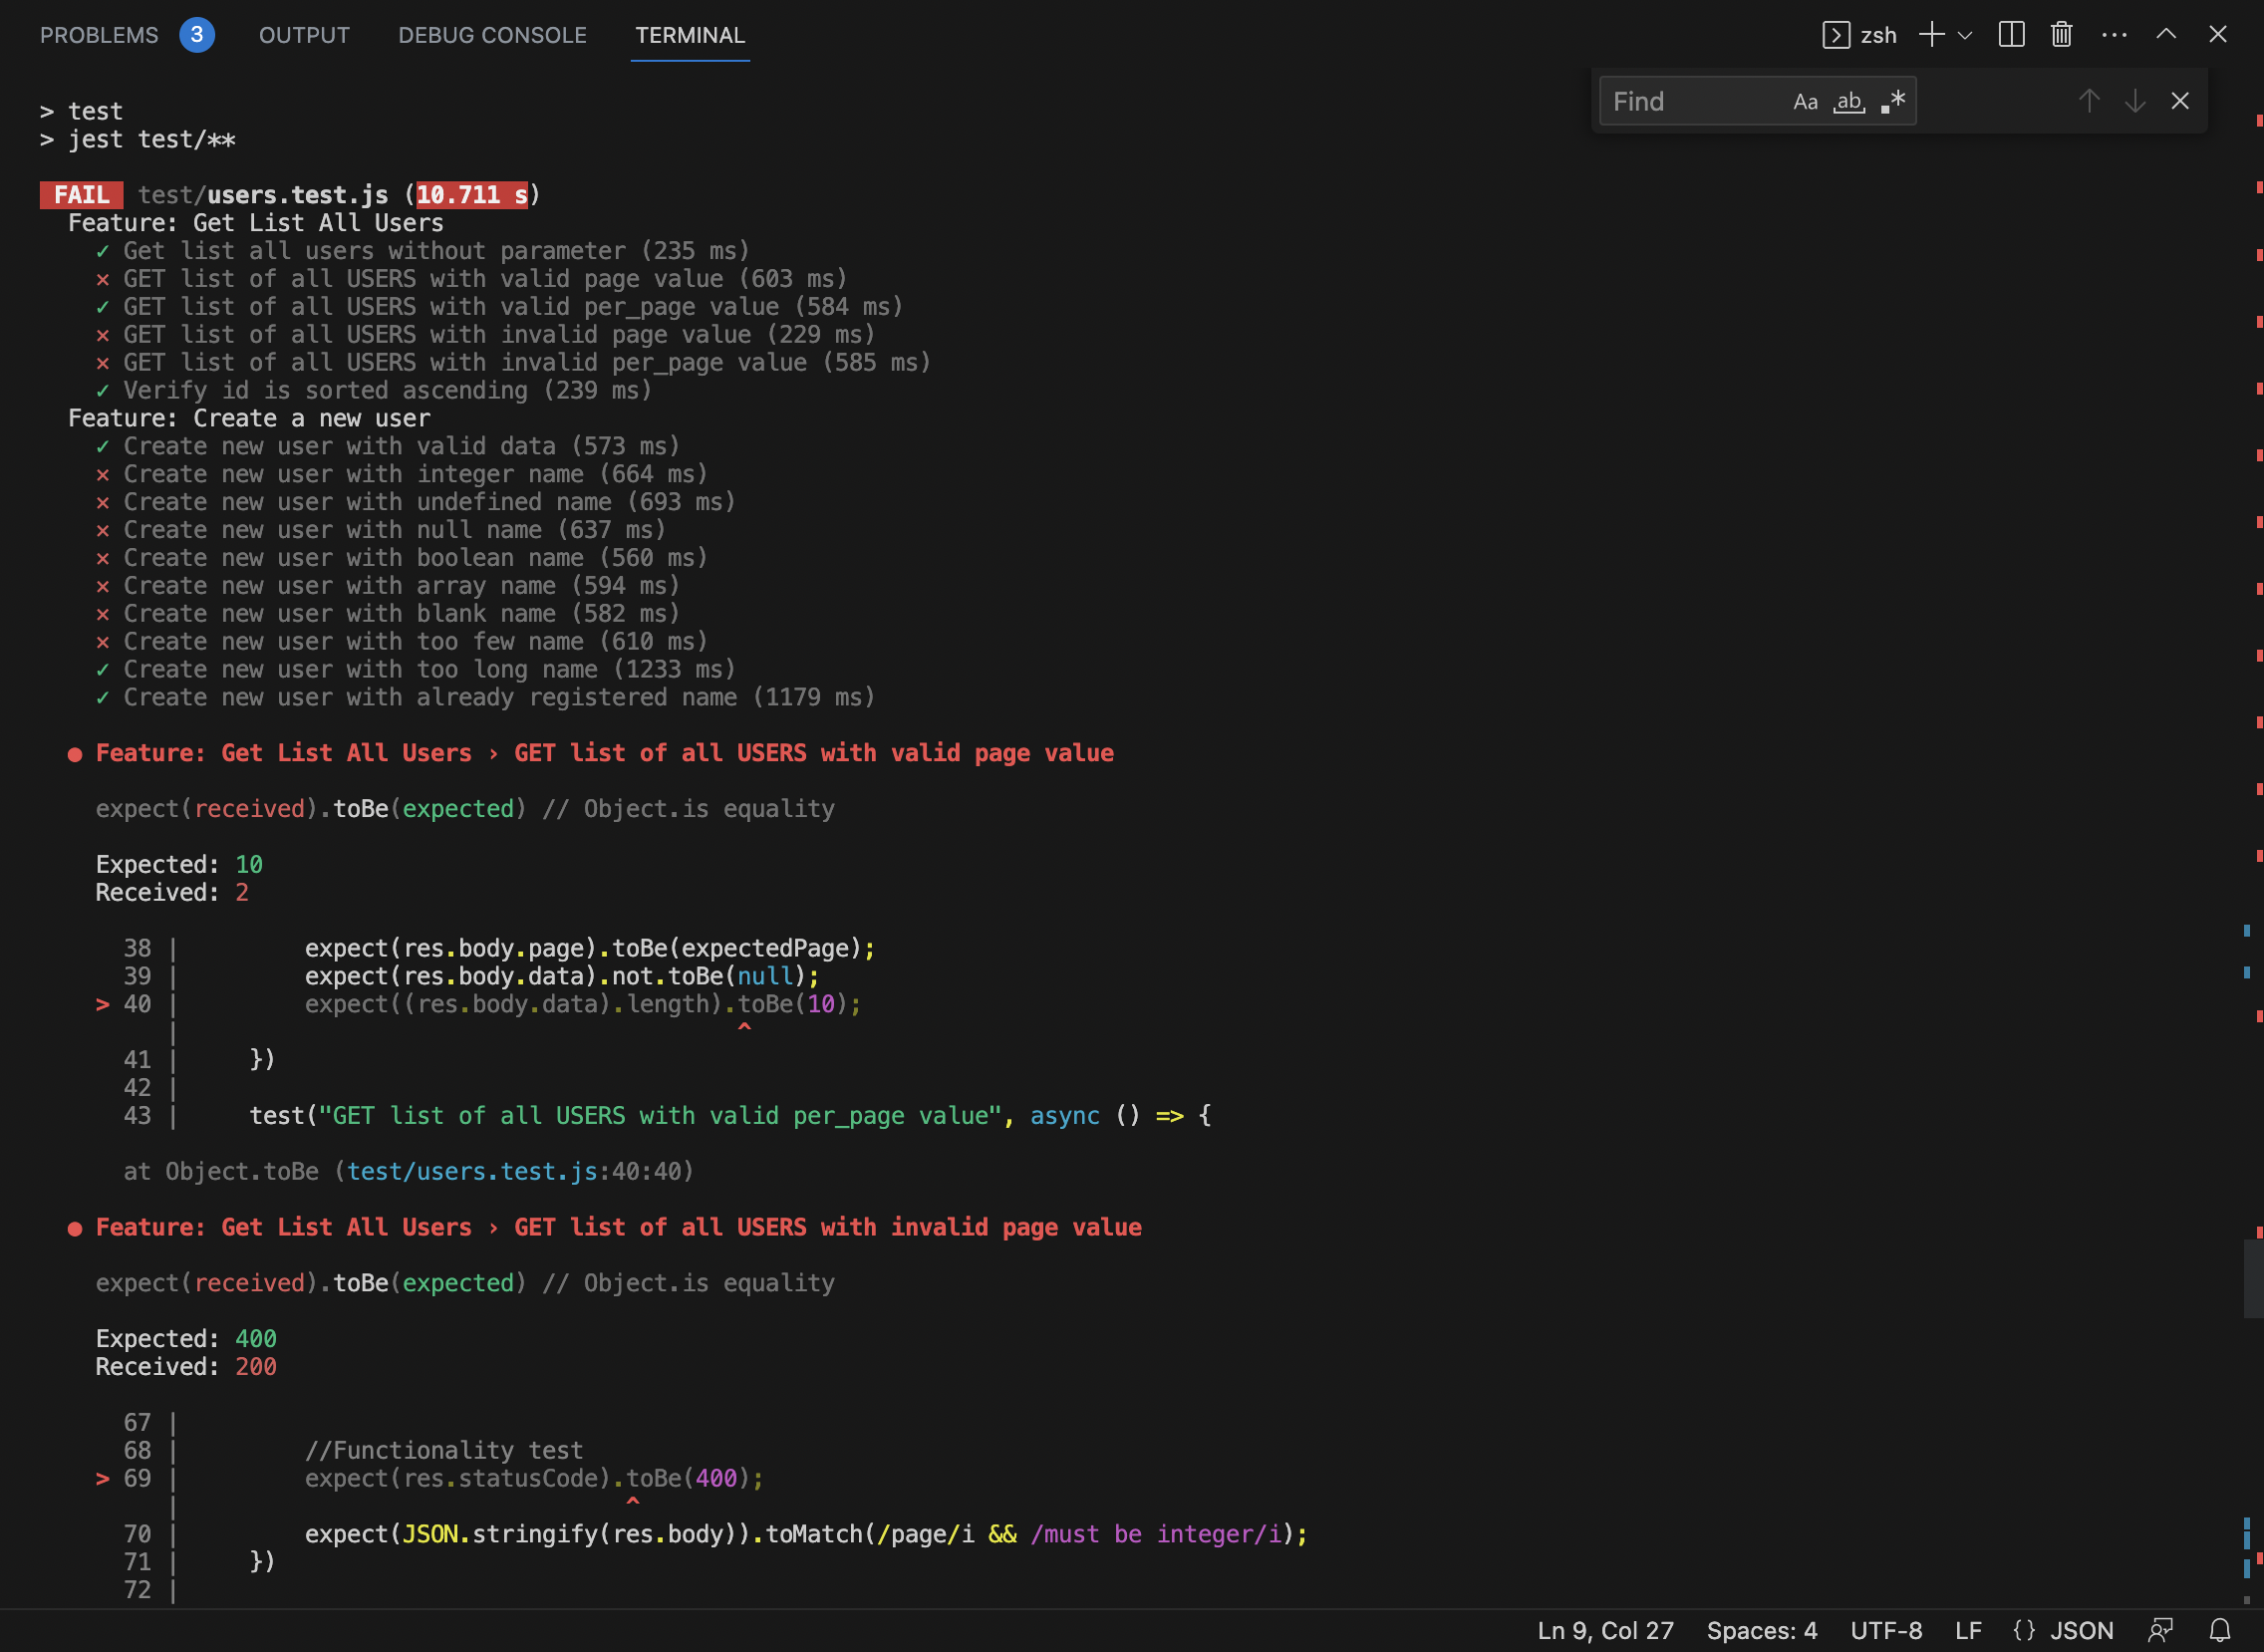 PROBLEMS 3 OUTPUT DEBUG CONSOLE TERMINAL zsh
Find Aa ab .*
> test
> jest test/**
FAIL test/users.test.js (10.711 s)
Feature: Get List All Users
✓ Get list all users without parameter (235 ms)
✕ GET list of all USERS with valid page value (603 ms)
✓ GET list of all USERS with valid per_page value (584 ms)
✕ GET list of all USERS with invalid page value (229 ms)
✕ GET list of all USERS with invalid per_page value (585 ms)
✓ Verify id is sorted ascending (239 ms)
Feature: Create a new user
✓ Create new user with valid data (573 ms)
✕ Create new user with integer name (664 ms)
✕ Create new user with undefined name (693 ms)
✕ Create new user with null name (637 ms)
✕ Create new user with boolean name (560 ms)
✕ Create new user with array name (594 ms)
✕ Create new user with blank name (582 ms)
✕ Create new user with too few name (610 ms)
✓ Create new user with too long name (1233 ms)
✓ Create new user with already registered name (1179 ms)
● Feature: Get List All Users › GET list of all USERS with valid page value
expect(received).toBe(expected) // Object.is equality
Expected: 10
Received: 2
38 | expect(res.body.page).toBe(expectedPage);
39 | expect(res.body.data).not.toBe(null);
> 40 | expect((res.body.data).length).toBe(10);
| ^
41 | })
42 |
43 | test("GET list of all USERS with valid per_page value", async () => {
at Object.toBe (test/users.test.js:40:40)
● Feature: Get List All Users › GET list of all USERS with invalid page value
expect(received).toBe(expected) // Object.is equality
Expected: 400
Received: 200
67 |
68 | //Functionality test
> 69 | expect(res.statusCode).toBe(400);
| ^
70 | expect(JSON.stringify(res.body)).toMatch(/page/i && /must be integer/i);
71 | })
72 |
Ln 9, Col 27 Spaces: 4 UTF-8 LF {} JSON